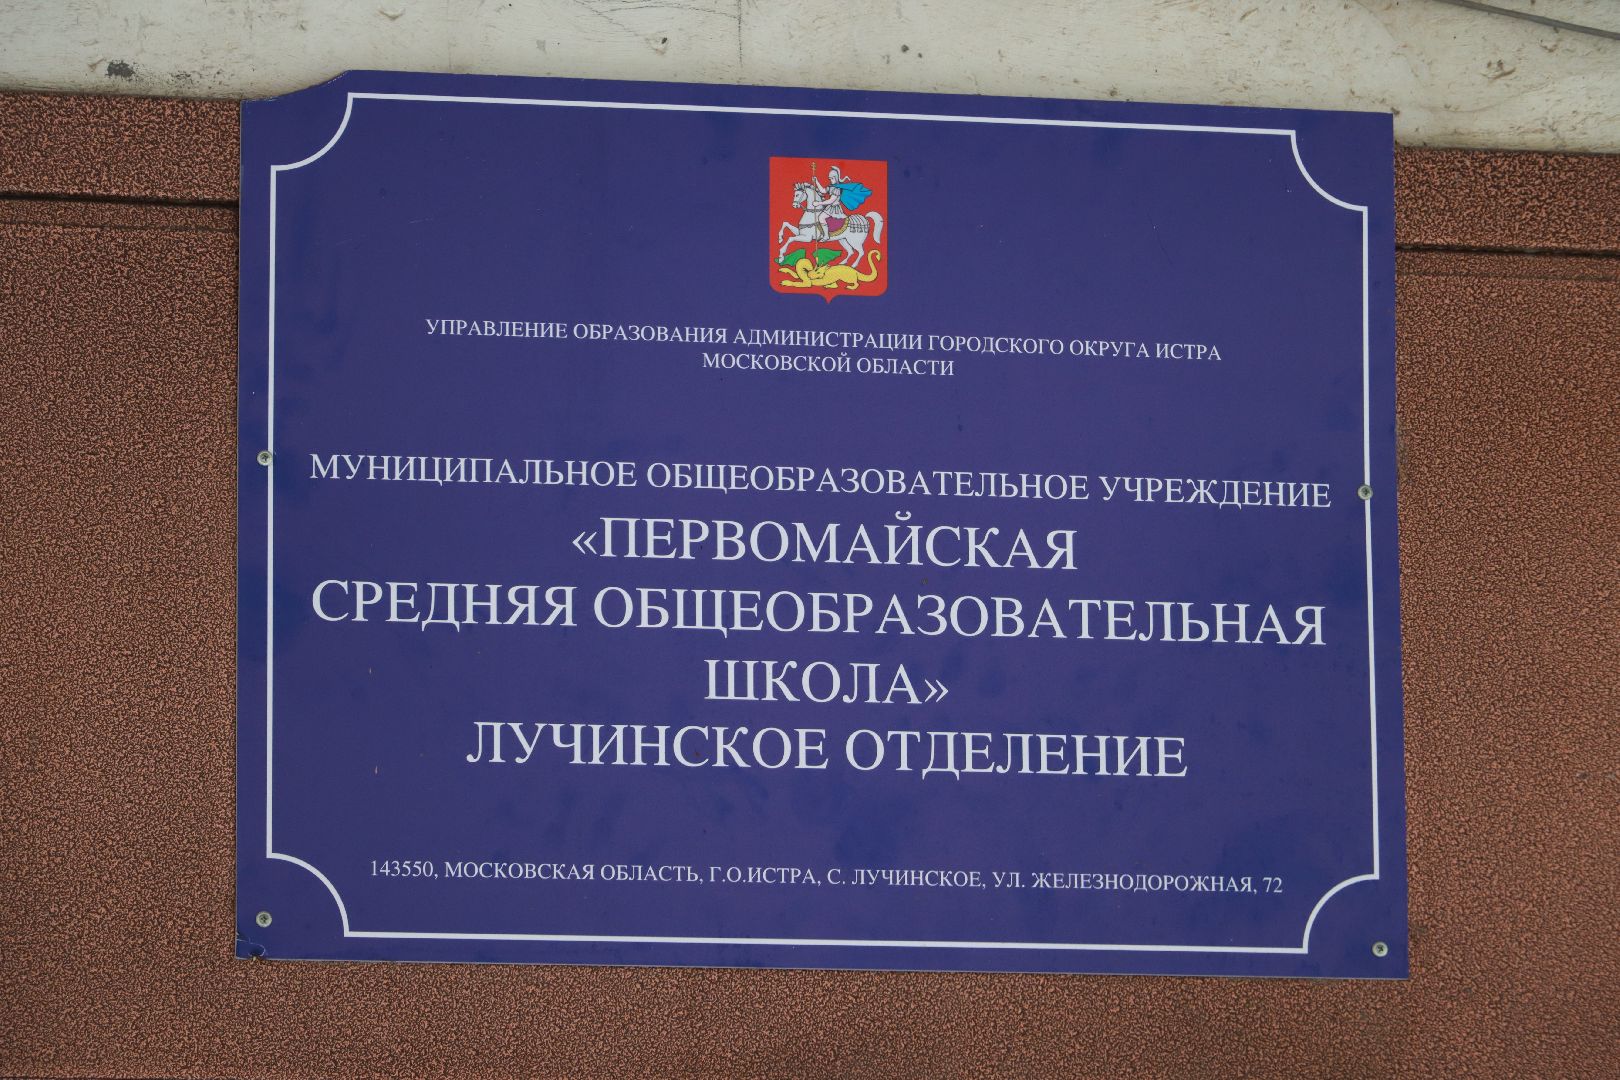 УПРАВЛЕНИЕ ОБРАЗОВАНИЯ АДМИНИСТРАЦИИ ГОРОДСКОГО ОКРУГА ИСТРА
МОСКОВСКОЙ ОБЛАСТИ
МУНИЦИПАЛЬНОЕ ОБЩЕОБРАЗОВАТЕЛЬНОЕ УЧРЕЖДЕНИЕ
«ПЕРВОМАЙСКАЯ
СРЕДНЯЯ ОБЩЕОБРАЗОВАТЕЛЬНАЯ
ШКОЛА»
ЛУЧИНСКОЕ ОТДЕЛЕНИЕ
143550, МОСКОВСКАЯ ОБЛАСТЬ, Г.О.ИСТРА, С. ЛУЧИНСКОЕ, УЛ. ЖЕЛЕЗНОДОРОЖНАЯ, 72